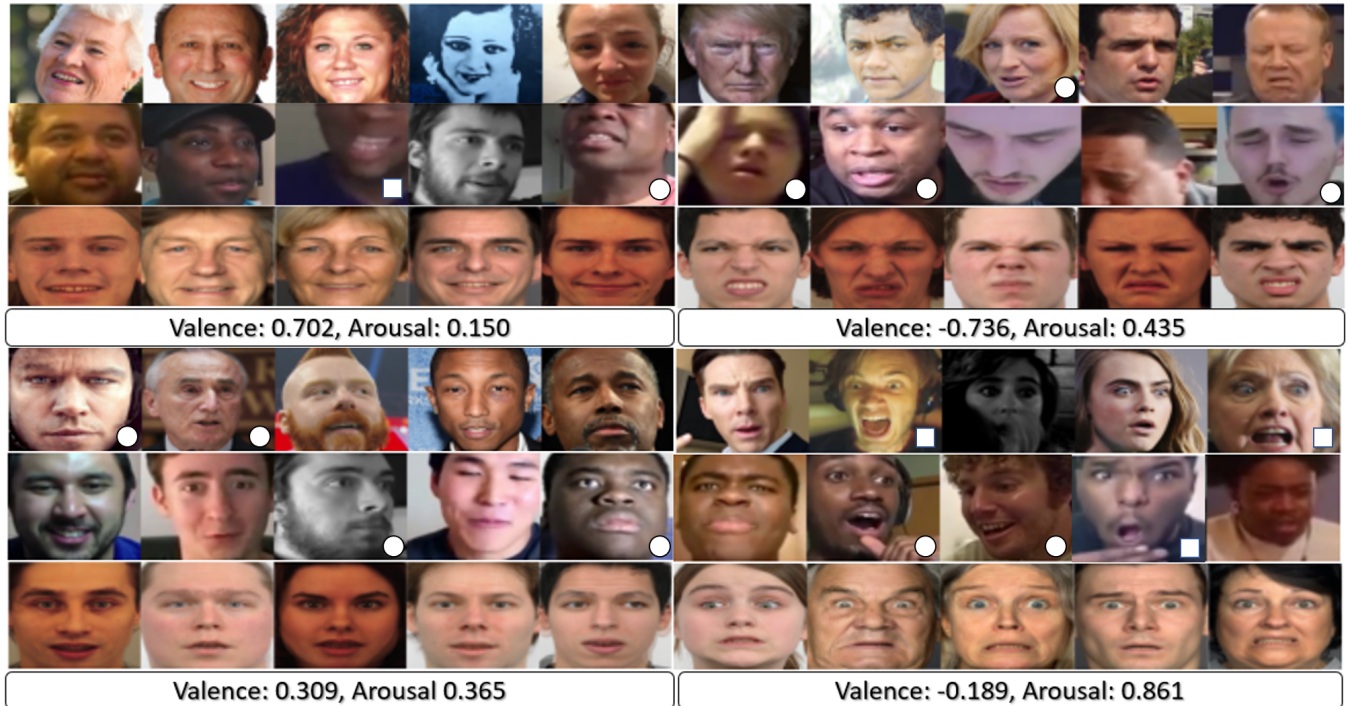 Valence: 0.702, Arousal: 0.150
Valence: -0.736, Arousal: 0.435
Valence: 0.309, Arousal 0.365
Valence: -0.189, Arousal: 0.861